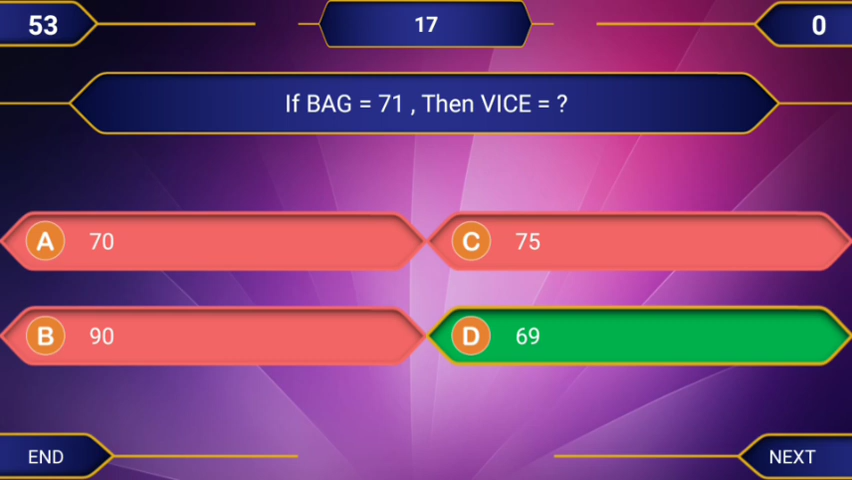 53
17
0
If BAG = 71 , Then VICE = ?
A 70
C 75
B 90
D 69
END
NEXT